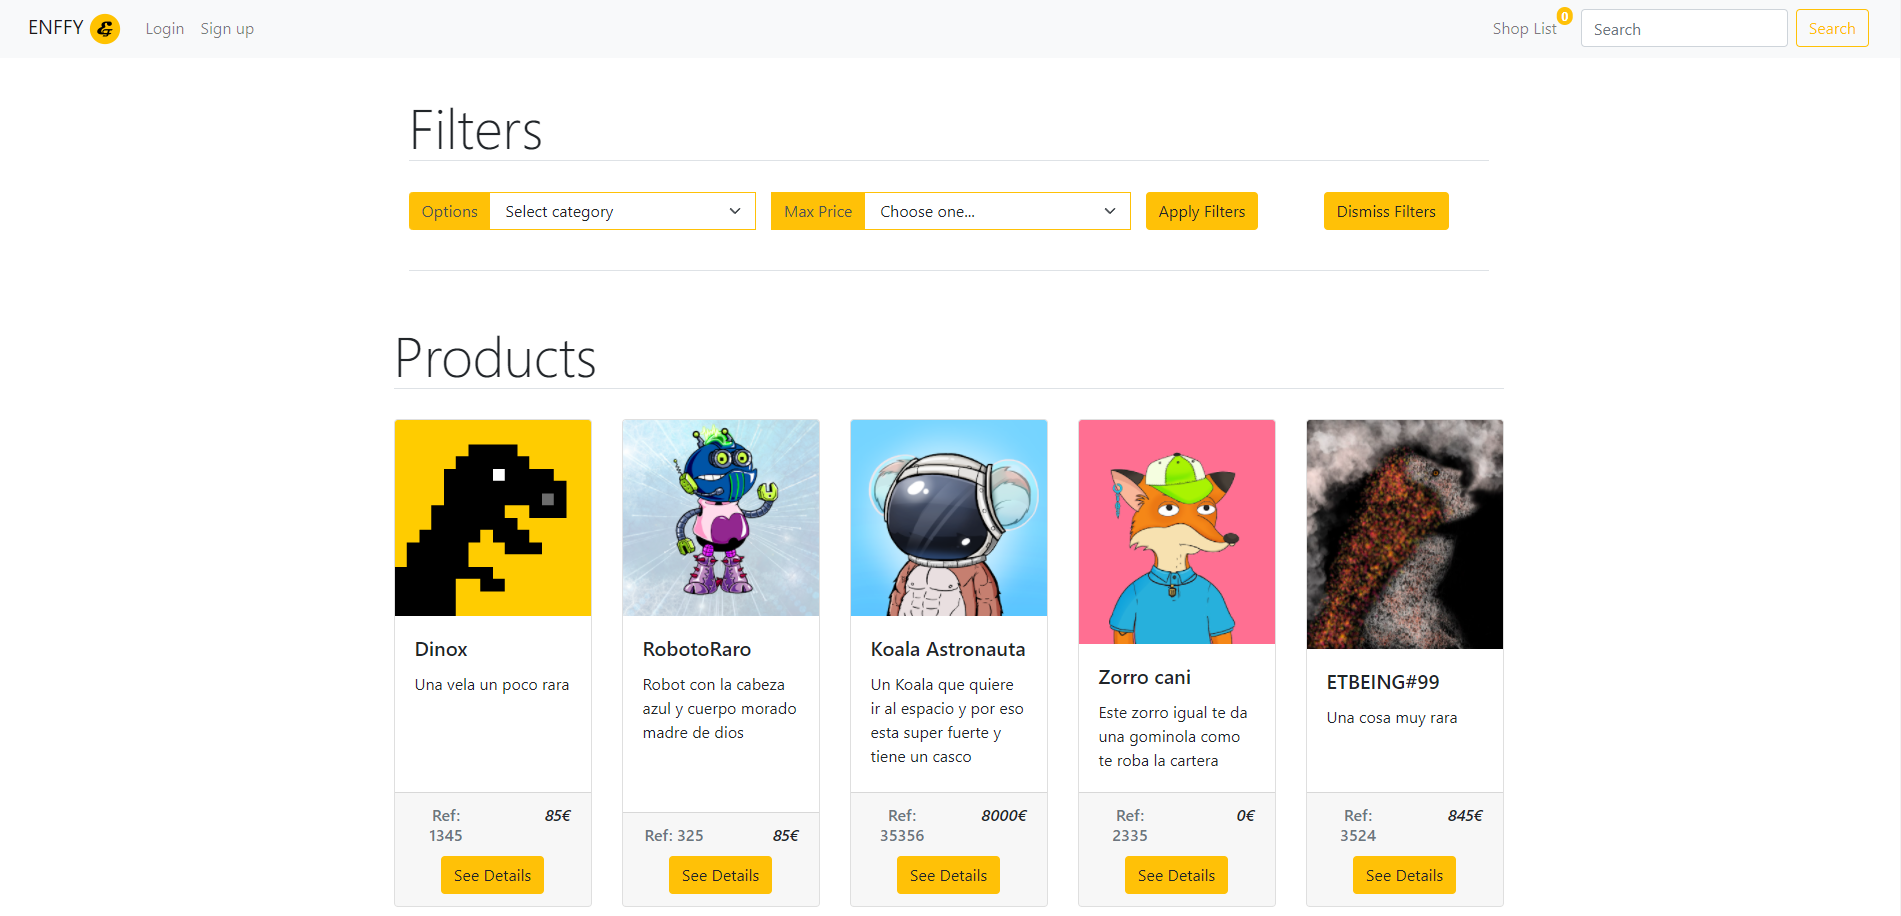 ENFFY & Login Sign up Shop List 0 Search Search
Filters
Options Select category Max Price Choose one... Apply Filters Dismiss Filters
Products
Dinox
Una vela un poco rara
Ref: 1345
85€
See Details
RobotoRaro
Robot con la cabeza
azul y cuerpo morado
madre de dios
Ref: 325 85€
See Details
Koala Astronauta
Un Koala que quiere
ir al espacio y por eso
esta super fuerte y
tiene un casco
Ref: 35356
8000€
See Details
Zorro cani
Este zorro igual te da
una gominola como
te roba la cartera
Ref: 2335
0€
See Details
ETBEING#99
Una cosa muy rara
Ref: 3524
845€
See Details